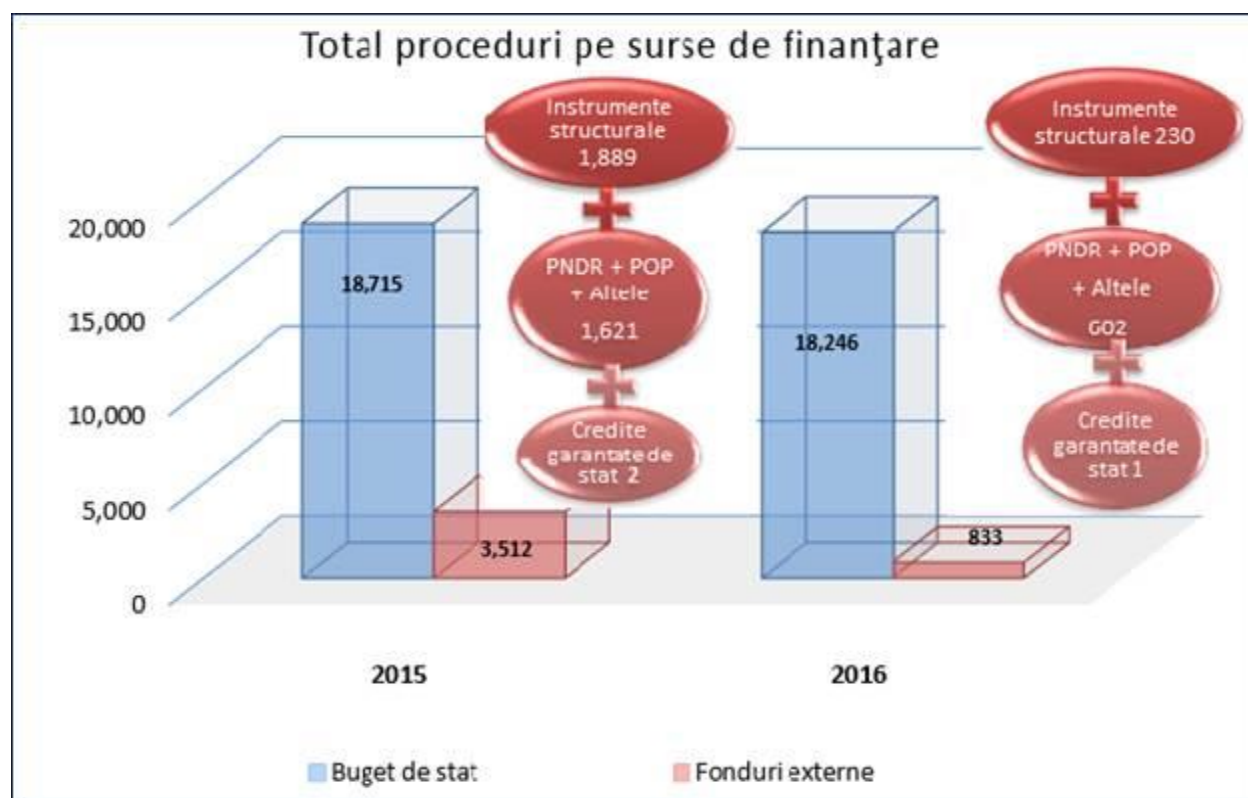 Total proceduri pe surse de finanţare
Instrumente
structurale
1,889
Instrumente
structurale 230
20,000
15,000
10,000
5,000
0
PNDR + POP
+ Altele
1,621
PNDR + POP
+ Altele
602
Credite
garantate de
stat 2
Credite
garantate de
stat 1
18,715
3,512
18,246
833
2015
2016
Buget de stat
Fonduri externe